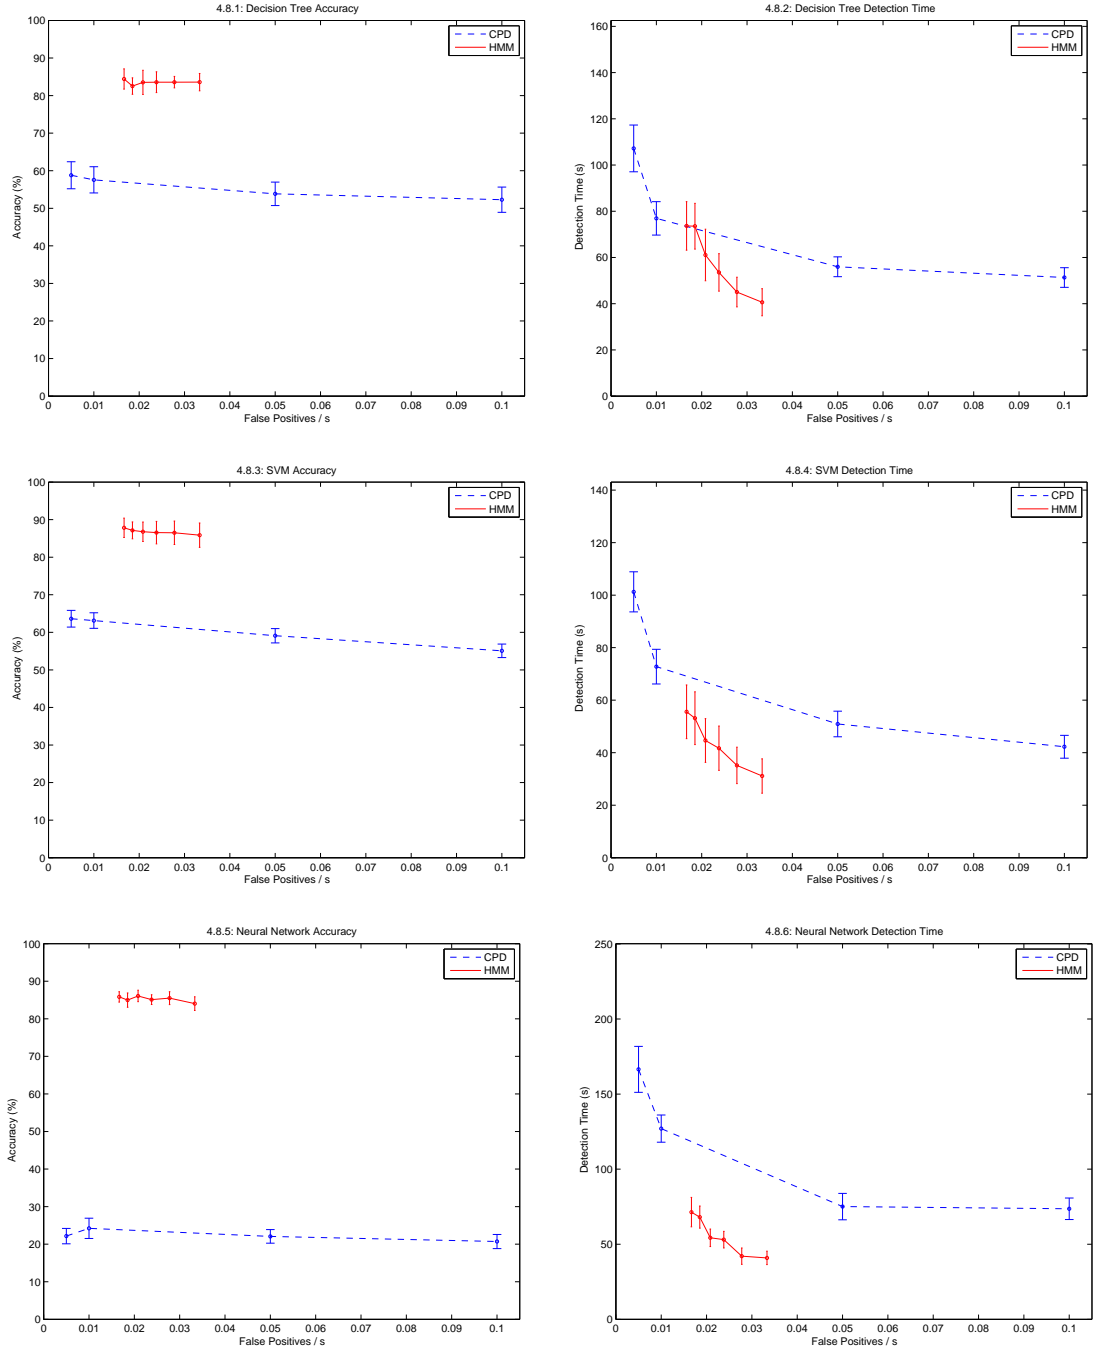 4.8.1: Decision Tree Accuracy
100
90
80
70
60
50
40
30
20
10
0
Accuracy (%)
CPD
HMM
0 0.01 0.02 0.03 0.04 0.05 0.06 0.07 0.08 0.09 0.1
False Positives / s
4.8.2: Decision Tree Detection Time
160
140
120
100
80
60
40
20
0
Detection Time (s)
CPD
HMM
0 0.01 0.02 0.03 0.04 0.05 0.06 0.07 0.08 0.09 0.1
False Positives / s
4.8.3: SVM Accuracy
100
90
80
70
60
50
40
30
20
10
0
Accuracy (%)
CPD
HMM
0 0.01 0.02 0.03 0.04 0.05 0.06 0.07 0.08 0.09 0.1
False Positives / s
4.8.4: SVM Detection Time
140
120
100
80
60
40
20
0
Detection Time (s)
CPD
HMM
0 0.01 0.02 0.03 0.04 0.05 0.06 0.07 0.08 0.09 0.1
False Positives / s
4.8.5: Neural Network Accuracy
100
90
80
70
60
50
40
30
20
10
0
Accuracy (%)
CPD
HMM
0 0.01 0.02 0.03 0.04 0.05 0.06 0.07 0.08 0.09 0.1
False Positives / s
4.8.6: Neural Network Detection Time
250
200
150
100
50
0
Detection Time (s)
CPD
HMM
0 0.01 0.02 0.03 0.04 0.05 0.06 0.07 0.08 0.09 0.1
False Positives / s